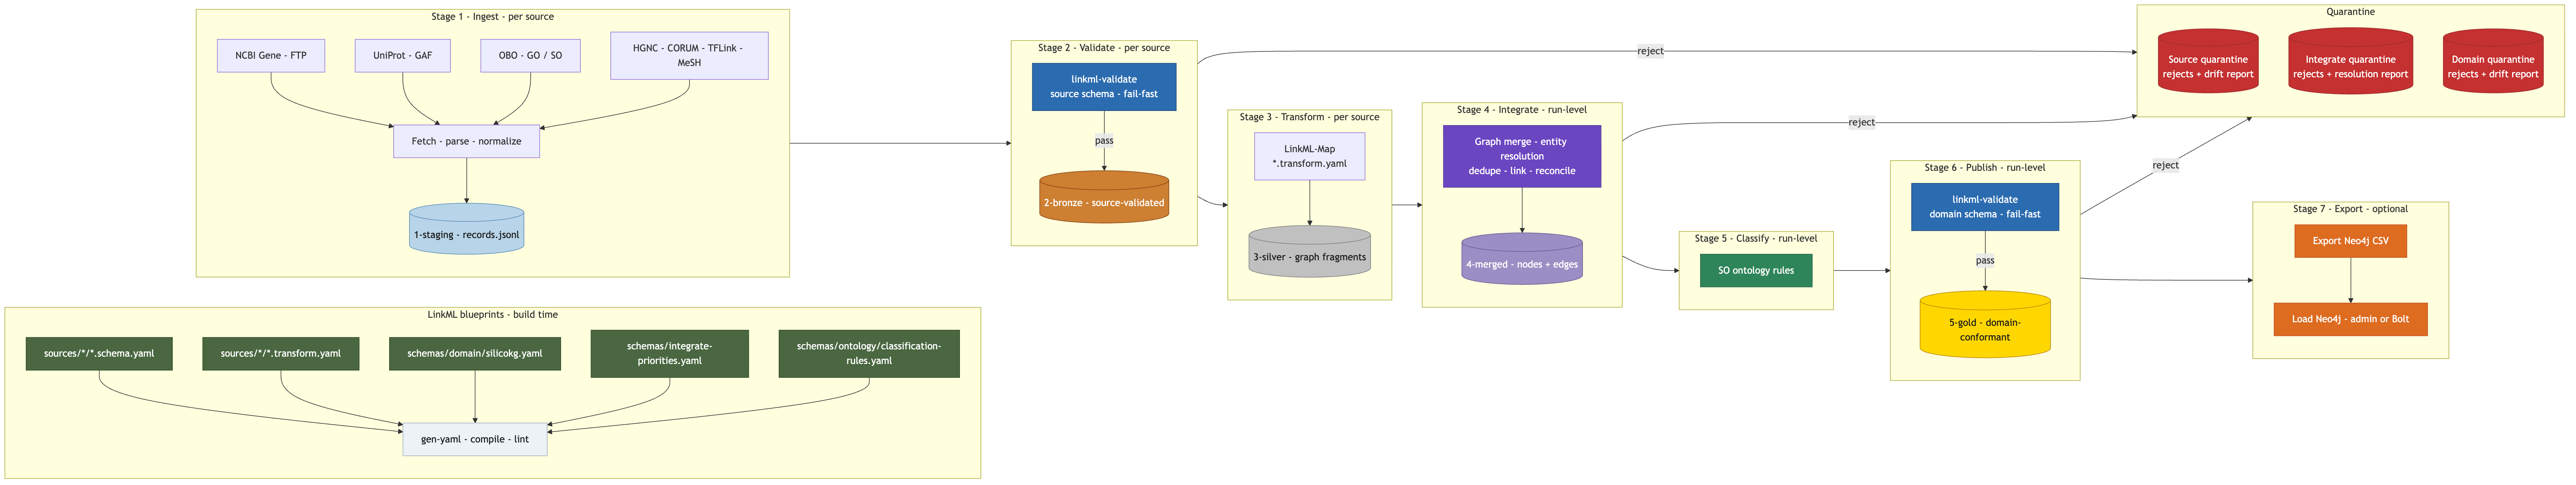 Stage 1 - Ingest - per source
NCBI Gene - FTP
UniProt - GAF
OBO - GO / SO
HGNC - CORUM - TFLink -
MeSH
Fetch - parse - normalize
1-staging - records.jsonl
Stage 2 - Validate - per source
linkml-validate
source schema - fail-fast
pass
2-bronze - source-validated
reject
Stage 3 - Transform - per source
LinkML-Map
*.transform.yaml
3-silver - graph fragments
Stage 4 - Integrate - run-level
Graph merge - entity
resolution
dedupe - link - reconcile
4-merged - nodes + edges
reject
Stage 5 - Classify - run-level
SO ontology rules
Stage 6 - Publish - run-level
linkml-validate
domain schema - fail-fast
pass
5-gold - domain-
conformant
reject
Quarantine
Source quarantine
rejects + drift report
Integrate quarantine
rejects + resolution report
Domain quarantine
rejects + drift report
Stage 7 - Export - optional
Export Neo4j CSV
Load Neo4j - admin or Bolt
LinkML blueprints - build time
sources/*/*.schema.yaml
sources/*/*.transform.yaml
schemas/domain/silicokg.yaml
schemas/integrate-
priorities.yaml
schemas/ontology/classification-
rules.yaml
gen-yaml - compile - lint